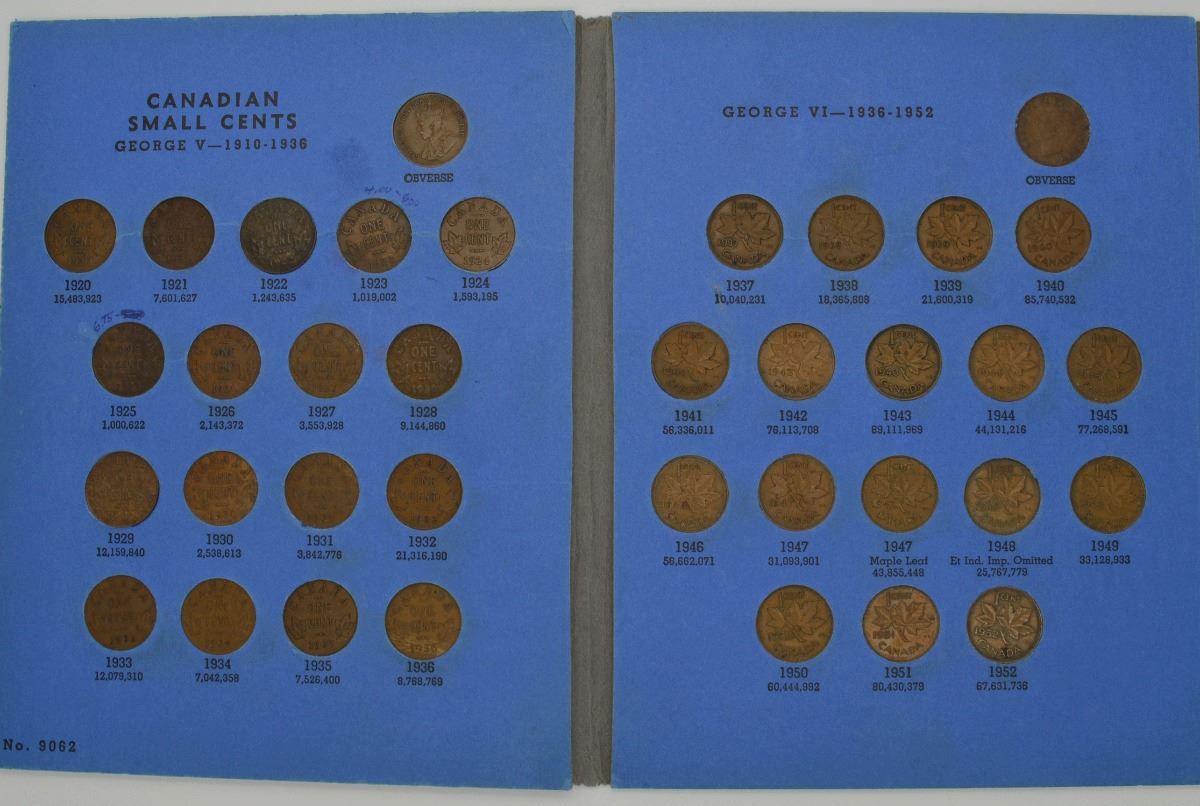 CANADIAN
SMALL CENTS
GEORGE V—1910-1936
OBVERSE
4.00-
1920 1921 1922 1923 1924
15,483,923 7,601,627 1,243,635 1,019,002 1,593,195
6.75-
1925 1926 1927 1928
1,000,622 2,143,372 3,553,928 9,144,860
1929 1930 1931 1932
12,159,840 2,538,613 3,842,776 21,316,190
1933 1934 1935 1936
12,079,310 7,042,358 7,526,400 8,768,769
No. 9062
GEORGE VI—1936-1952
OBVERSE
1937 1938 1939 1940
10,040,231 18,365,608 21,600,319 85,740,532
1941 1942 1943 1944 1945
56,336,011 76,113,708 89,111,969 44,131,216 77,268,591
1946 1947 1947 1948 1949
Maple Leaf Et Ind. Imp. Omitted
56,662,071 31,093,901 43,855,448 25,767,779 33,128,933
1950 1951 1952
60,444,992 80,430,379 67,631,736
CANADA
ONE
CENT
1924